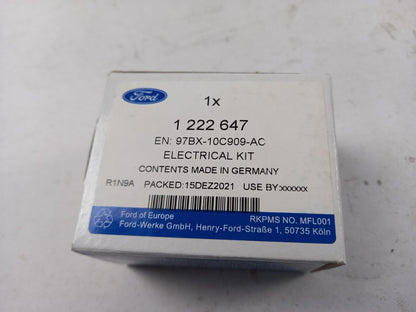 Ford
1x
1 222 647
EN: 97BX-10C909-AC
ELECTRICAL KIT
CONTENTS MADE IN GERMANY
R1N9A PACKED:15DEZ2021 USE BY:xxxxxx
Ford of Europe RKPMS NO. MFL001
Ford-Werke GmbH, Henry-Ford-Straße 1, 50735 Köln